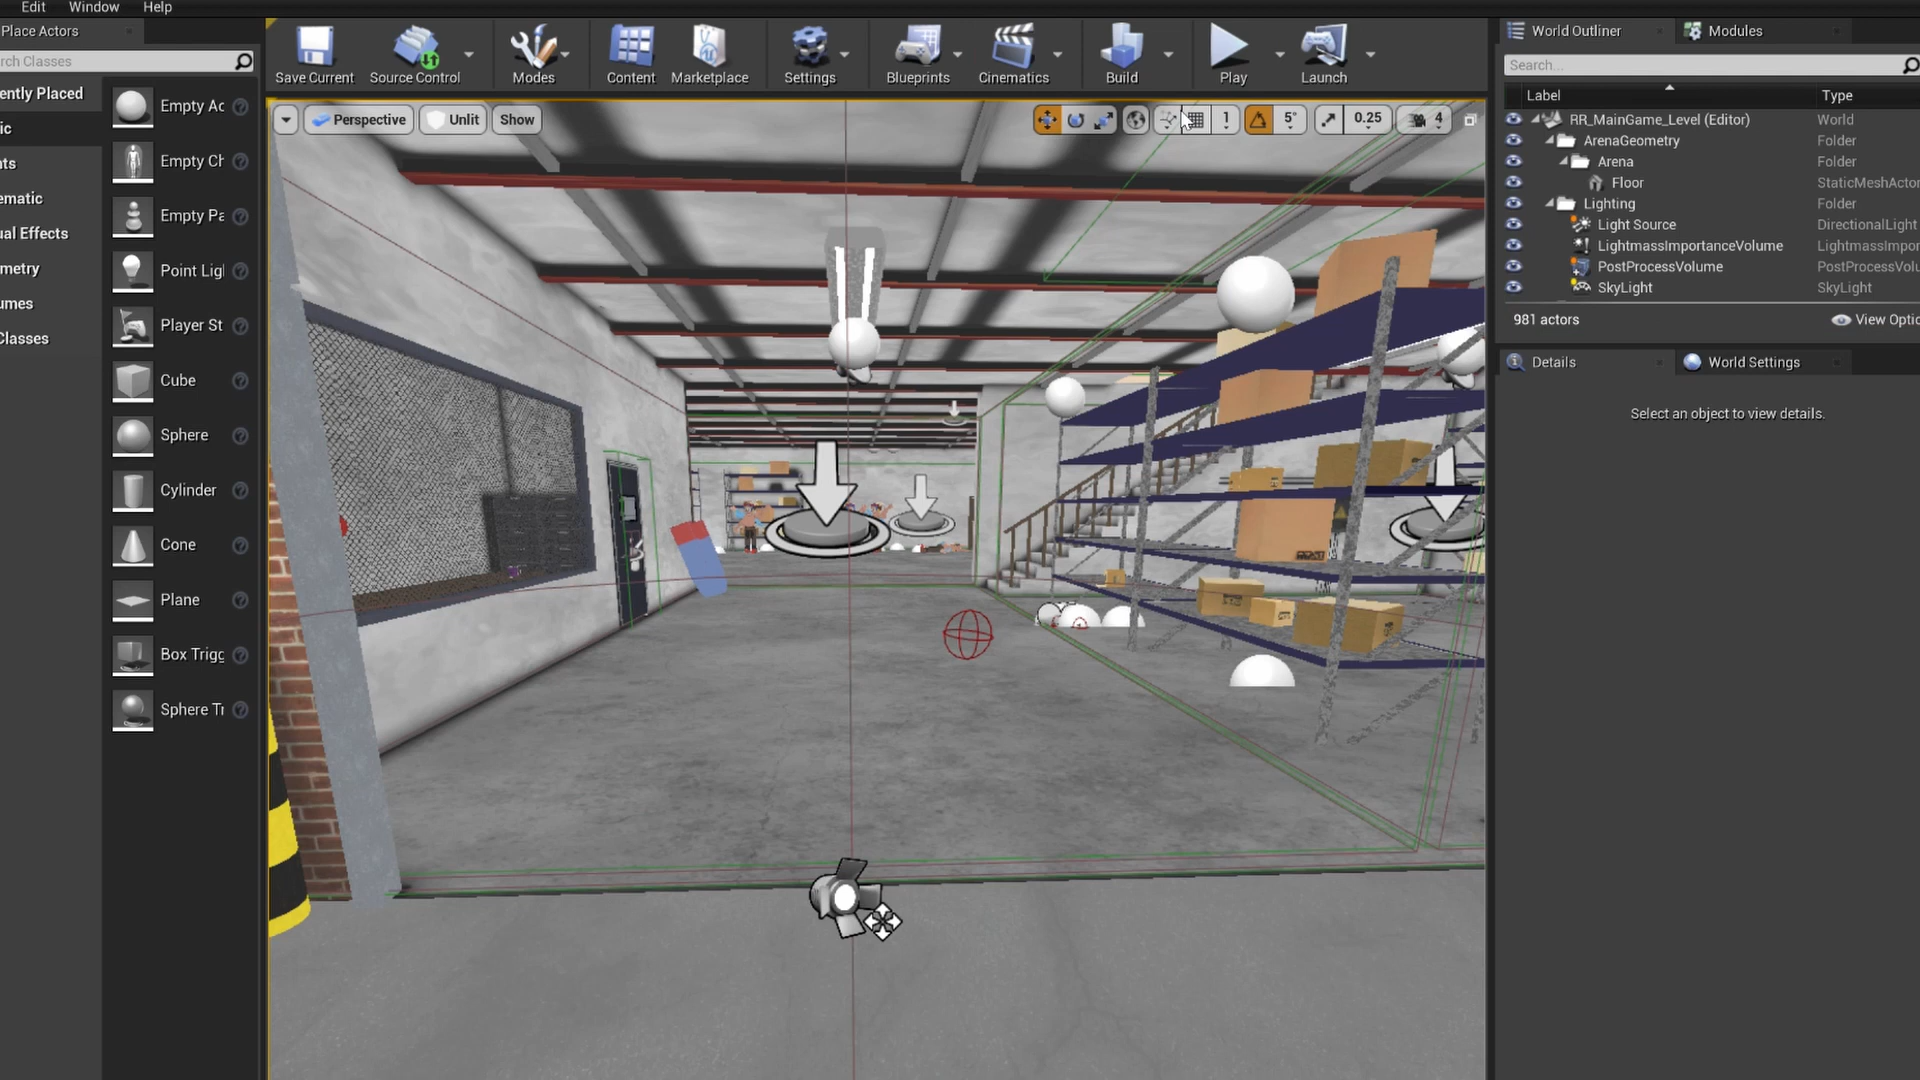 Edit Window Help
Place Actors
rch Classes
ently Placed
ic
nts
ematic
ual Effects
metry
umes
Classes
Empty Ac
Empty Ch
Empty Pa
Point Lig
Player St
Cube
Sphere
Cylinder
Cone
Plane
Box Trigg
Sphere Tr
Save Current Source Control Modes Content Marketplace Settings Blueprints Cinematics Build Play Launch
Perspective Unlit Show 1 5° 0.25 4
World Outliner Modules
Search...
Label Type
RR_MainGame_Level (Editor) World
ArenaGeometry Folder
Arena Folder
Floor StaticMeshActor
Lighting Folder
Light Source DirectionalLight
LightmassImportanceVolume LightmassImpor
PostProcessVolume PostProcessVolu
SkyLight SkyLight
981 actors View Optio
Details World Settings
Select an object to view details.